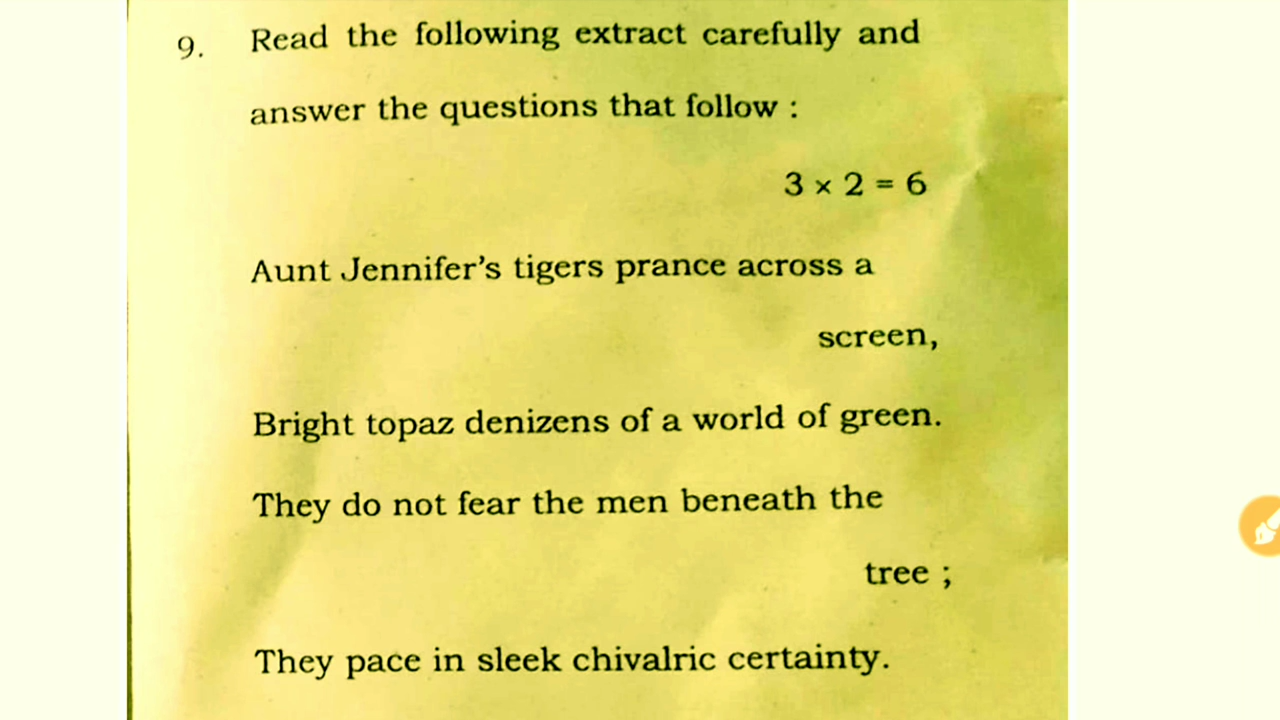 9. Read the following extract carefully and
answer the questions that follow :
3 × 2 = 6
Aunt Jennifer’s tigers prance across a
screen,
Bright topaz denizens of a world of green.
They do not fear the men beneath the
tree ;
They pace in sleek chivalric certainty.